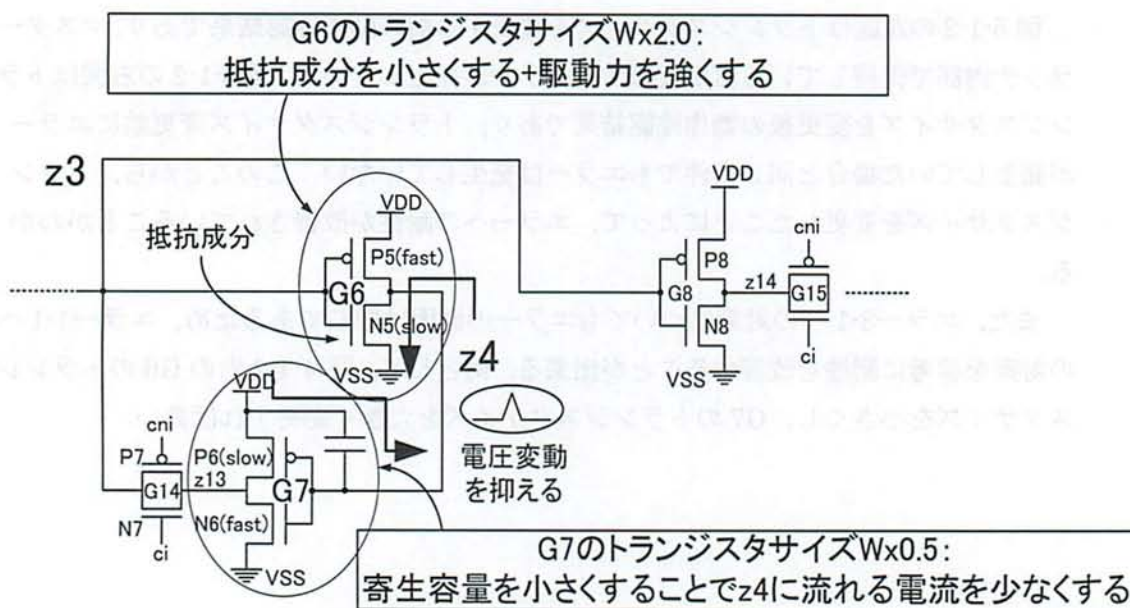 G6のトランジスタサイズWx2.0:
抵抗成分を小さくする+駆動力を強くする
z3
抵抗成分
VDD
P5(fast)
G6
N5(slow)
VSS
z4
VDD
P8
G8
N8
VSS
z14
cni
G15
ci
VDD
cni
P7
P6(slow)
z13
G14
G7
N7
N6(fast)
ci
VSS
電圧変動
を抑える
G7のトランジスタサイズWx0.5:
寄生容量を小さくすることでz4に流れる電流を少なくする